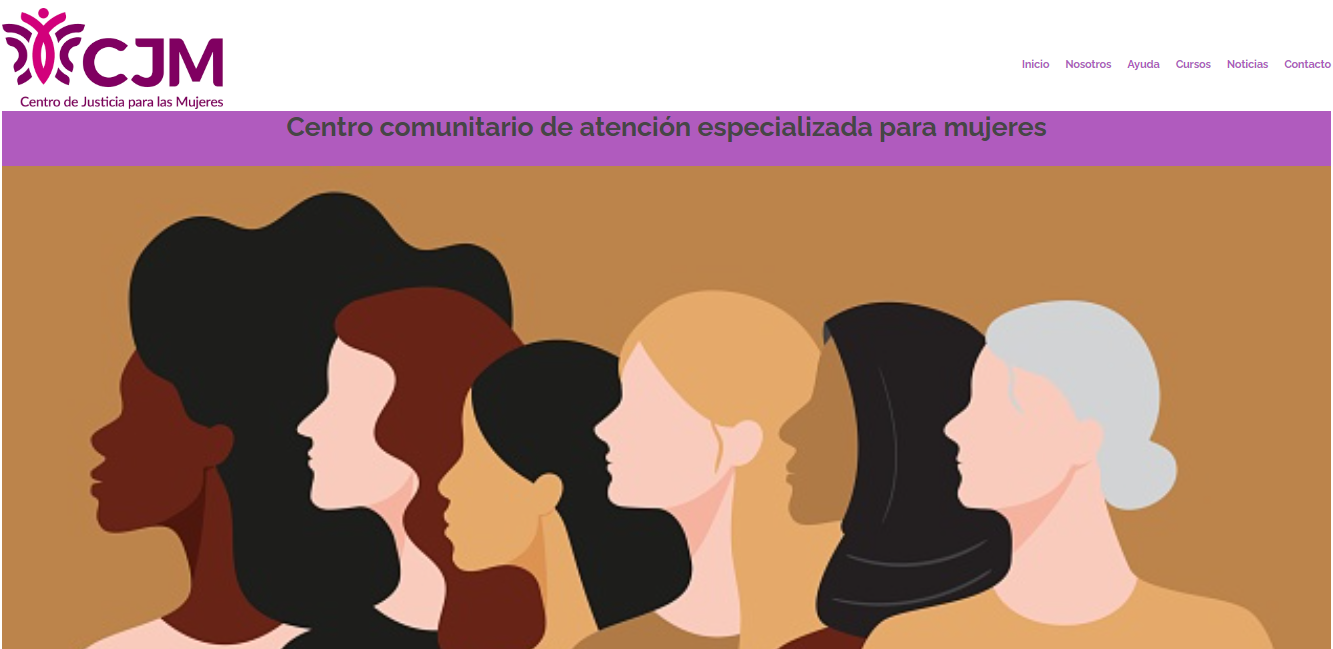 CJM
Centro de Justicia para las Mujeres
Inicio Nosotros Ayuda Cursos Noticias Contacto
Centro comunitario de atención especializada para mujeres